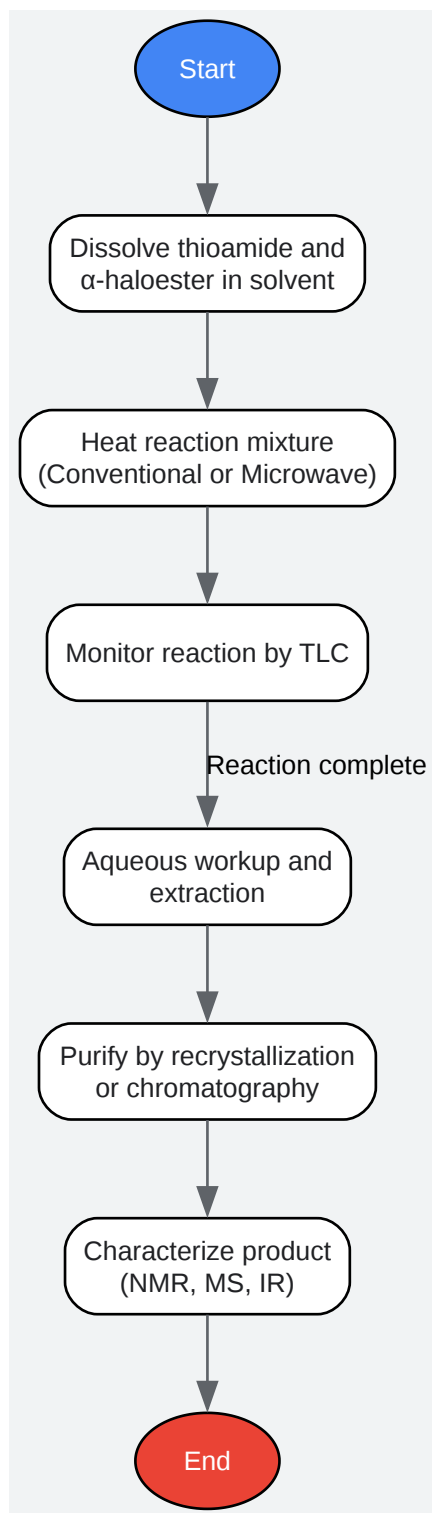 Start
Dissolve thioamide and
α-haloester in solvent
Heat reaction mixture
(Conventional or Microwave)
Monitor reaction by TLC
Reaction complete
Aqueous workup and
extraction
Purify by recrystallization
or chromatography
Characterize product
(NMR, MS, IR)
End